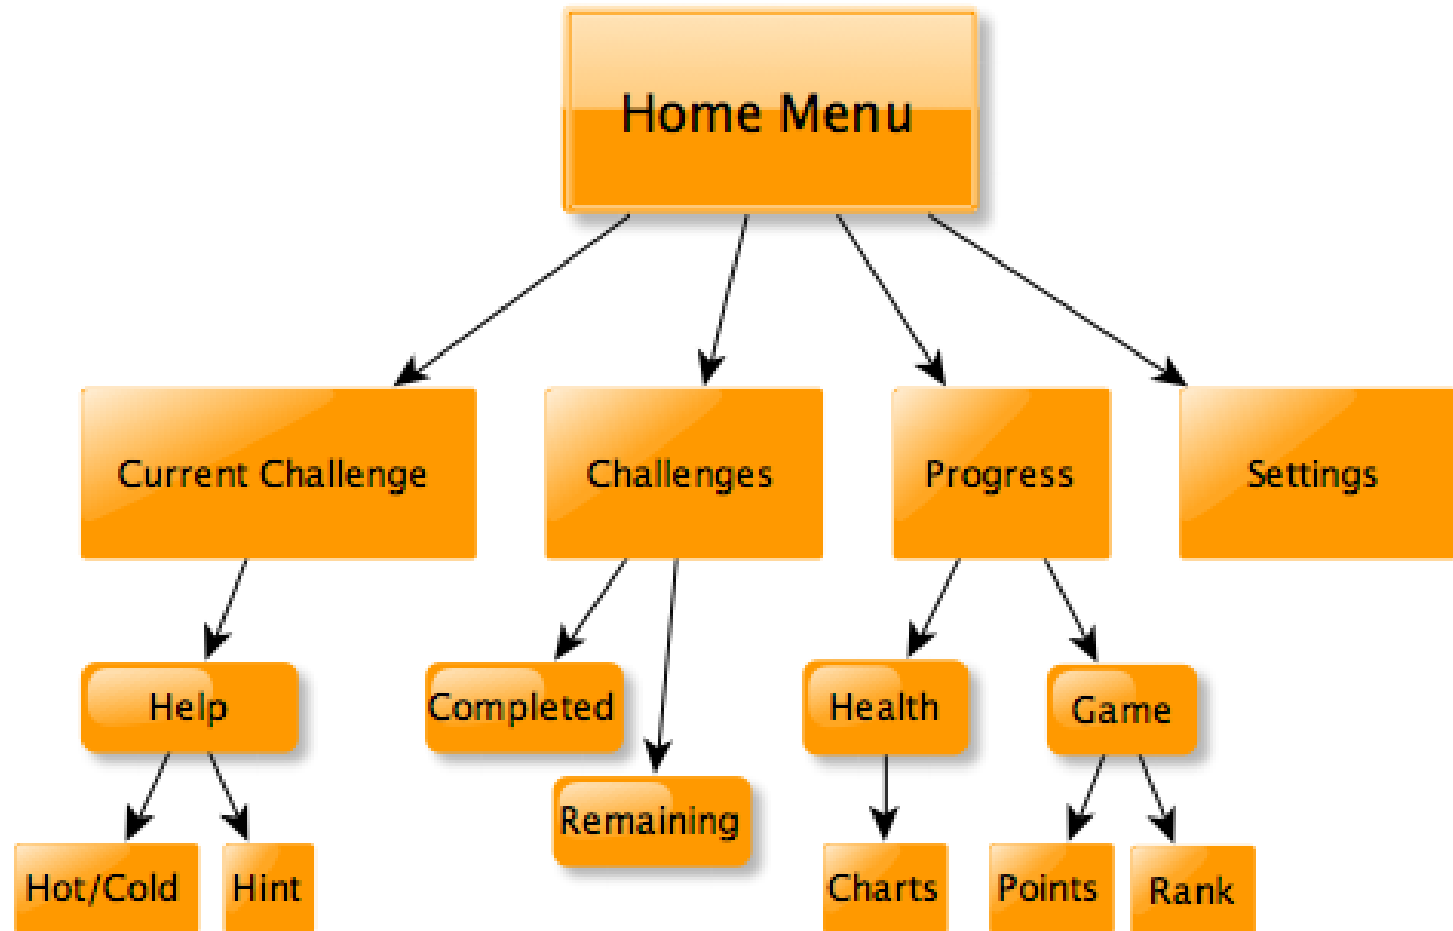 Home Menu
Current Challenge
Challenges
Progress
Settings
Help
Completed
Health
Game
Remaining
Hot/Cold
Hint
Charts
Points
Rank